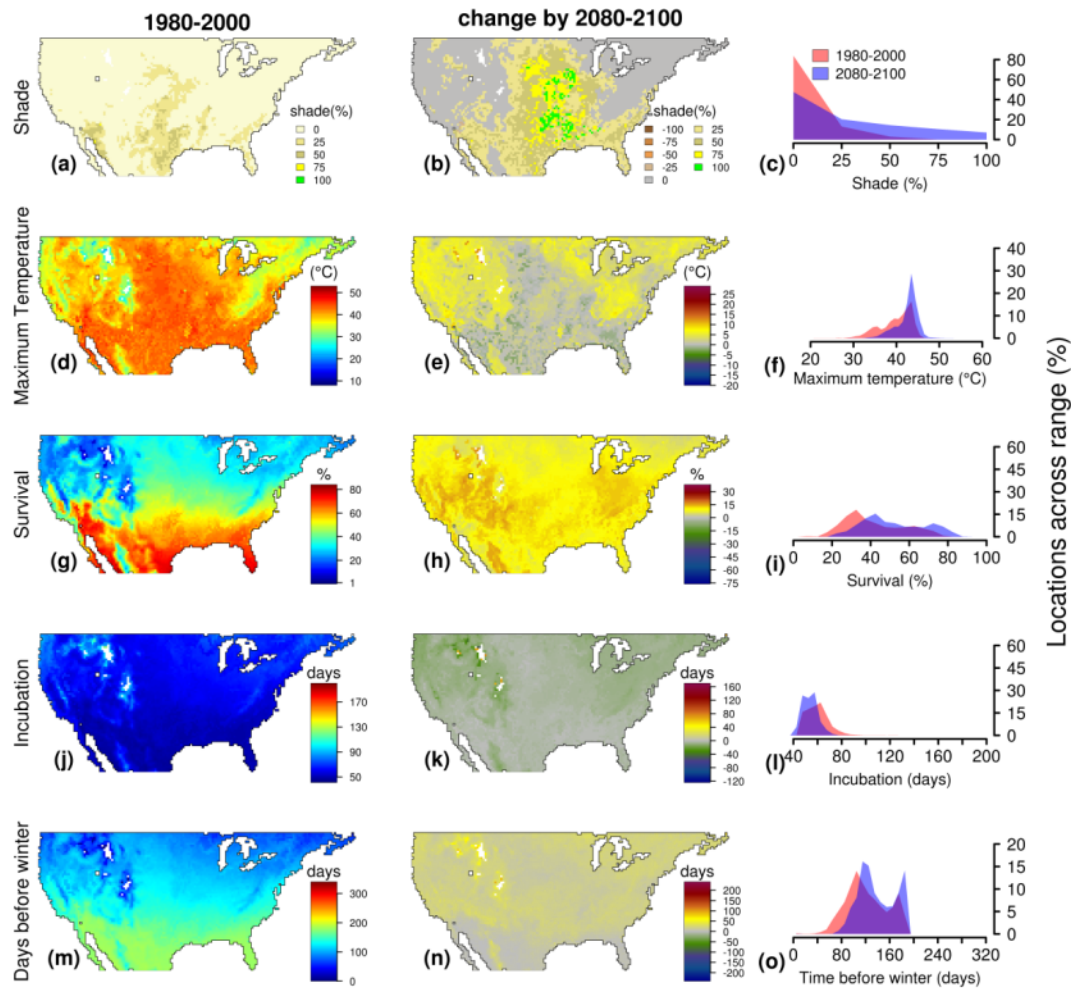 1980-2000
change by 2080-2100
Shade
shade(%)
0
25
50
75
100
(a)
shade(%)
-100 25
-75 50
-50 75
-25 100
0
(b)
1980-2000
2080-2100
80
60
40
20
0
0 25 50 75 100
(c) Shade (%)
Maximum Temperature
(°C)
50
40
30
20
10
(d)
(°C)
25
20
15
10
5
0
-5
-10
-15
-20
(e)
40
30
20
10
0
20 30 40 50 60
(f) Maximum temperature (°C)
Locations across range (%)
Survival
%
80
60
40
20
1
(g)
%
30
15
0
-15
-30
-45
-60
-75
(h)
60
45
30
15
0
0 20 40 60 80 100
(i) Survival (%)
Incubation
days
170
130
90
50
(j)
days
160
120
80
40
0
-40
-80
-120
(k)
60
45
30
15
0
40 80 120 160 200
(l) Incubation (days)
Days before winter
days
300
200
100
0
(m)
days
200
150
100
50
0
-50
-100
-150
-200
(n)
20
15
10
5
0
0 80 160 240 320
(o) Time before winter (days)